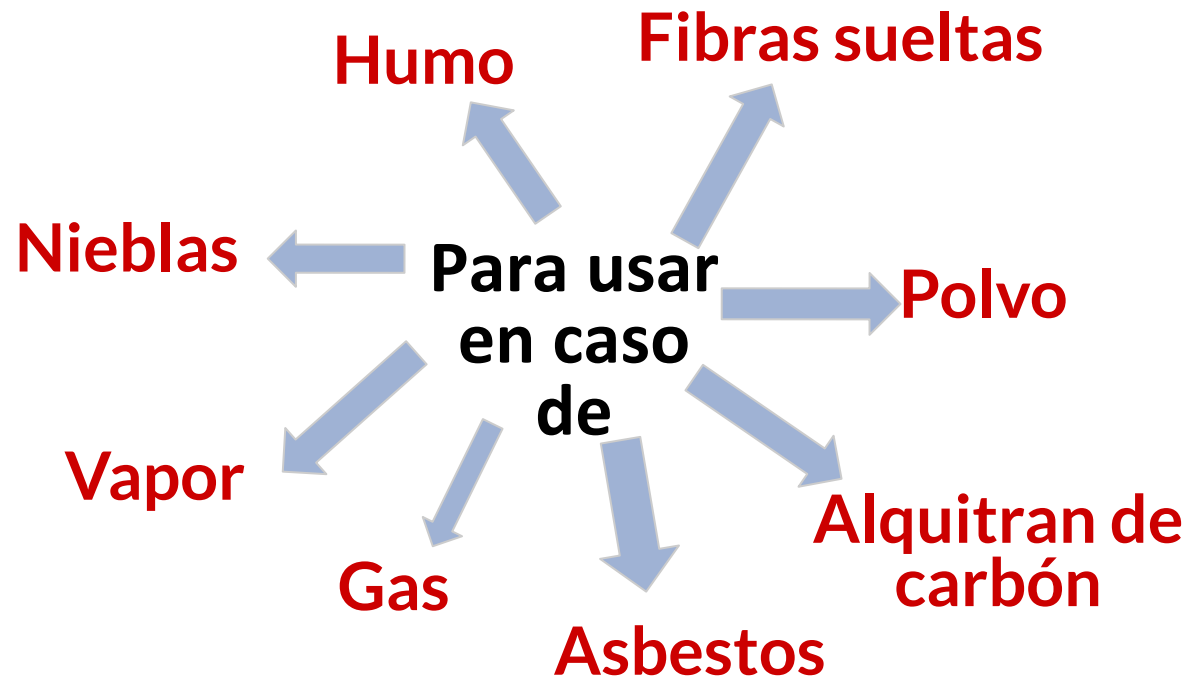 Fibras sueltas
Humo
Nieblas
Para usar
en caso
de
Polvo
Vapor
Alquitran de
carbón
Gas
Asbestos